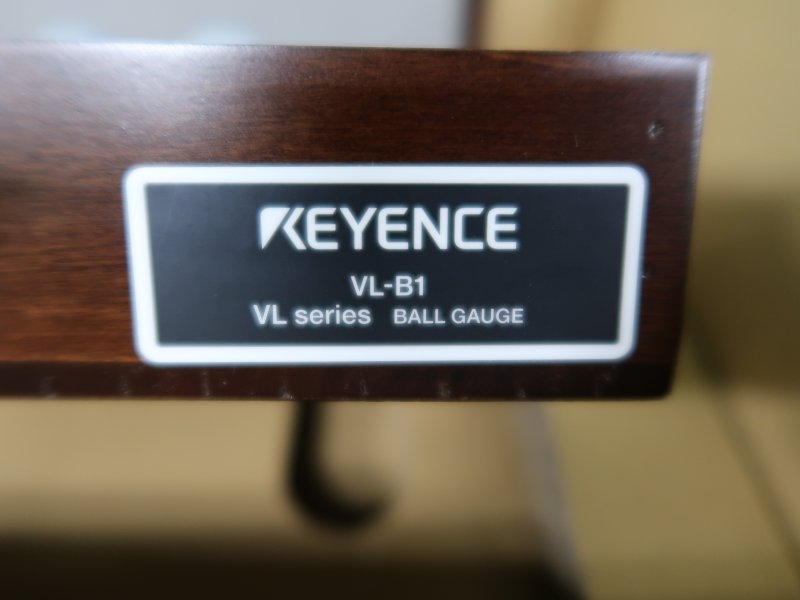 KEYENCE
VL-B1
VL series BALL GAUGE